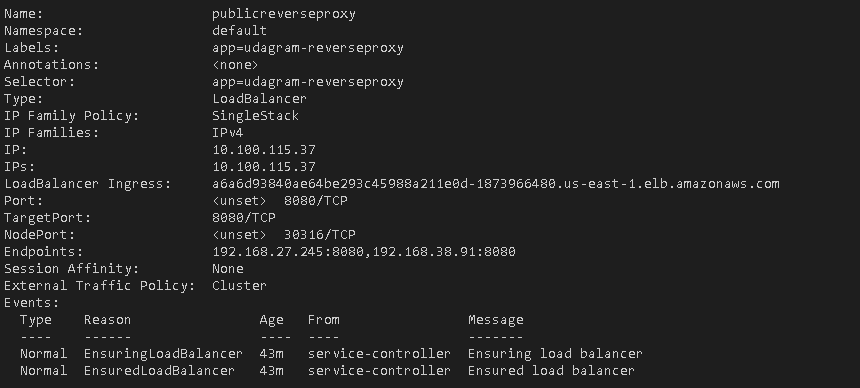 Name: publicreverseproxy
Namespace: default
Labels: app=udagram-reverseproxy
Annotations: <none>
Selector: app=udagram-reverseproxy
Type: LoadBalancer
IP Family Policy: SingleStack
IP Families: IPv4
IP: 10.100.115.37
IPs: 10.100.115.37
LoadBalancer Ingress: a6a6d93840ae64be293c45988a211e0d-1873966480.us-east-1.elb.amazonaws.com
Port: <unset> 8080/TCP
TargetPort: 8080/TCP
NodePort: <unset> 30316/TCP
Endpoints: 192.168.27.245:8080,192.168.38.91:8080
Session Affinity: None
External Traffic Policy: Cluster
Events:
Type Reason Age From Message
---- ------ ---- ---- -------
Normal EnsuringLoadBalancer 43m service-controller Ensuring load balancer
Normal EnsuredLoadBalancer 43m service-controller Ensured load balancer